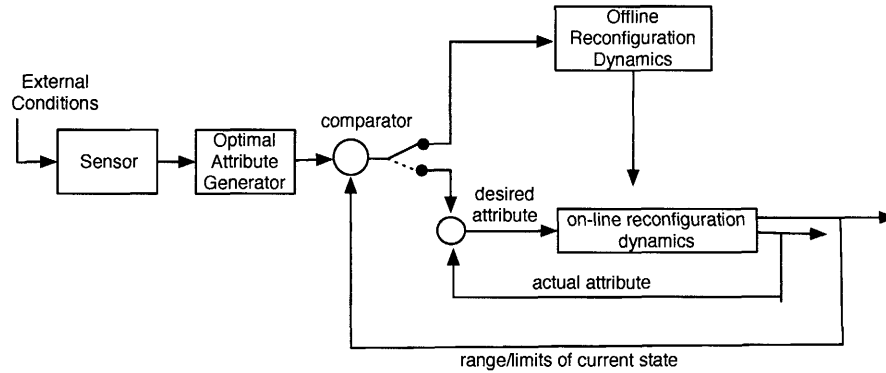 Offline
Reconfiguration
Dynamics
External
Conditions
comparator
Sensor
Optimal
Attribute
Generator
desired
attribute
on-line reconfiguration
dynamics
actual attribute
range/limits of current state